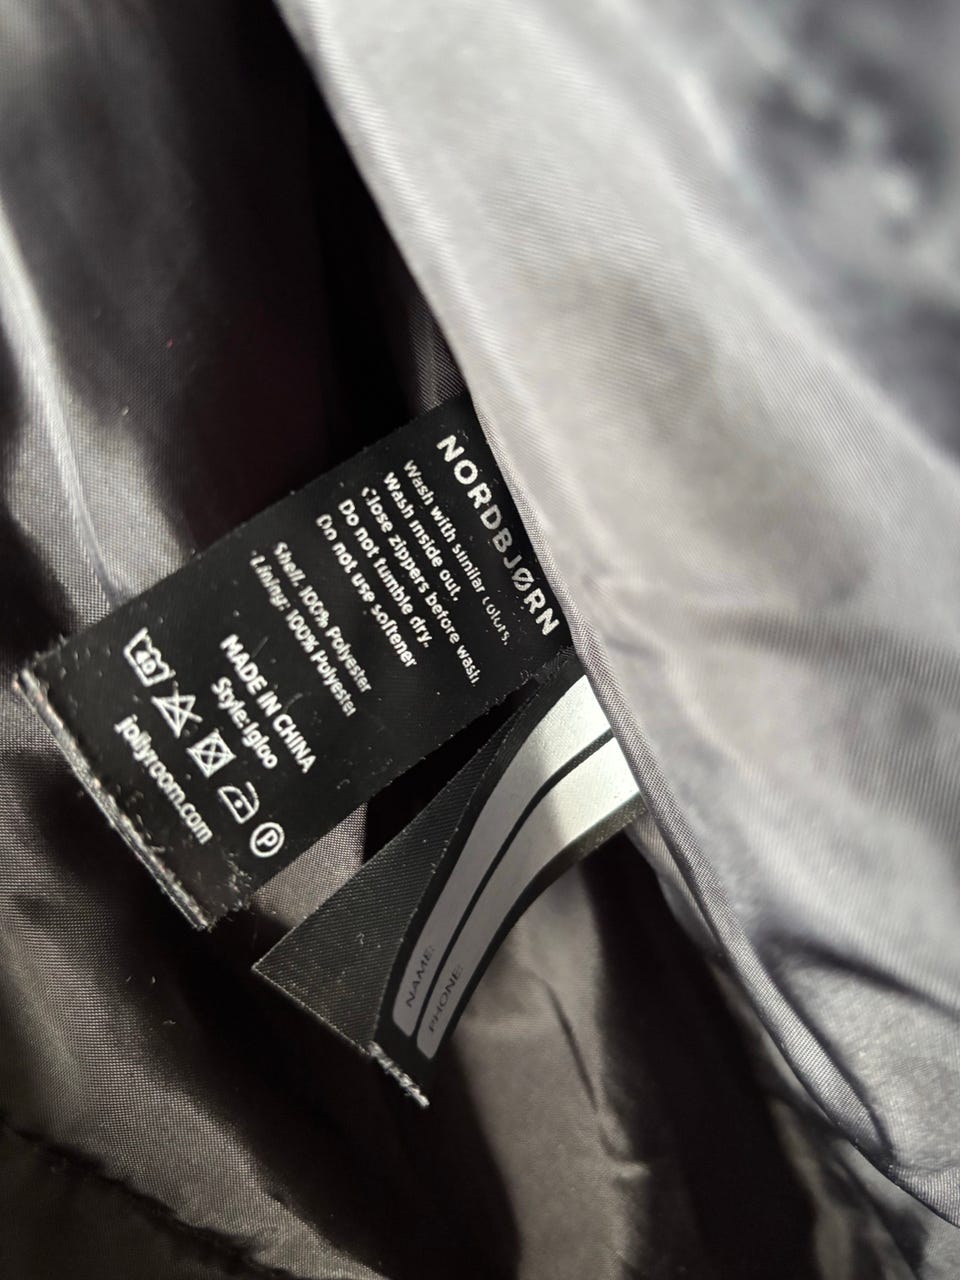 NORDBJØRN
Wash with similar colors.
Wash inside out.
Close zippers before wash.
Do not tumble dry.
Do not use softener
Shell: 100% Polyester
Lining: 100% Polyester
MADE IN CHINA
Style: Igloo
P
jollyroom.com
NAME:
PHONE: